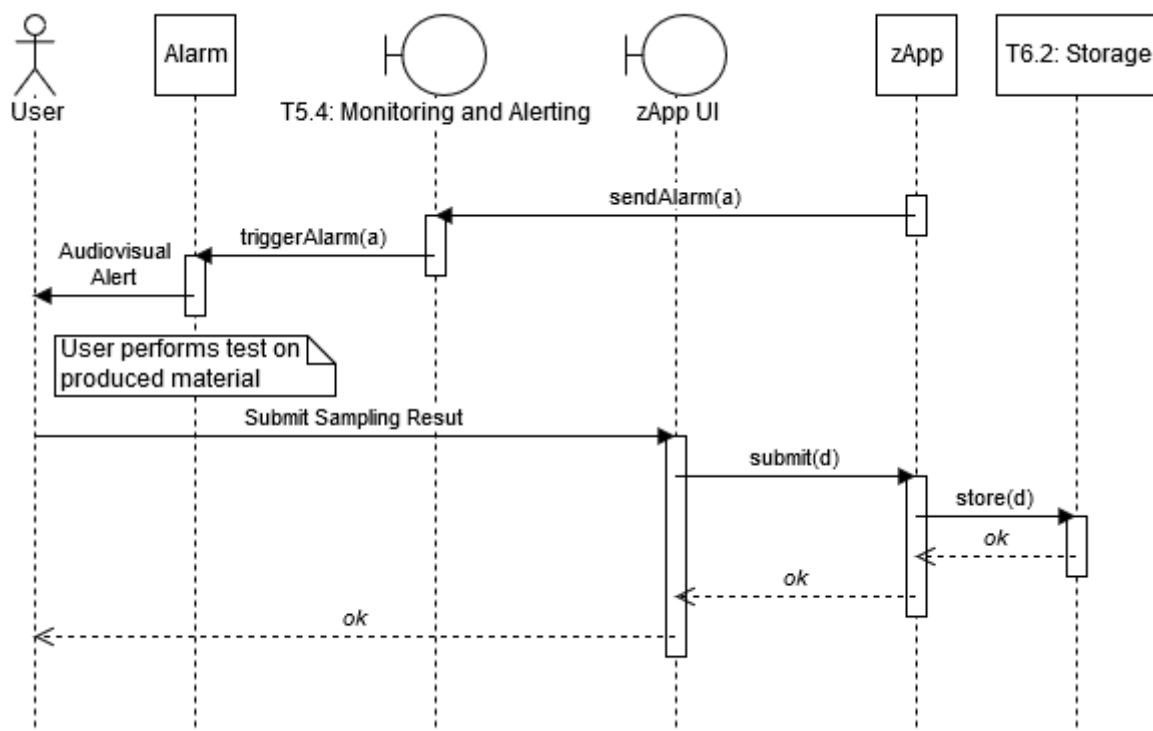 Alarm
zApp
T6.2: Storage
User
T5.4: Monitoring and Alerting
zApp UI
sendAlarm(a)
triggerAlarm(a)
Audiovisual
Alert
User performs test on
produced material
Submit Sampling Resut
submit(d)
store(d)
ok
ok
ok